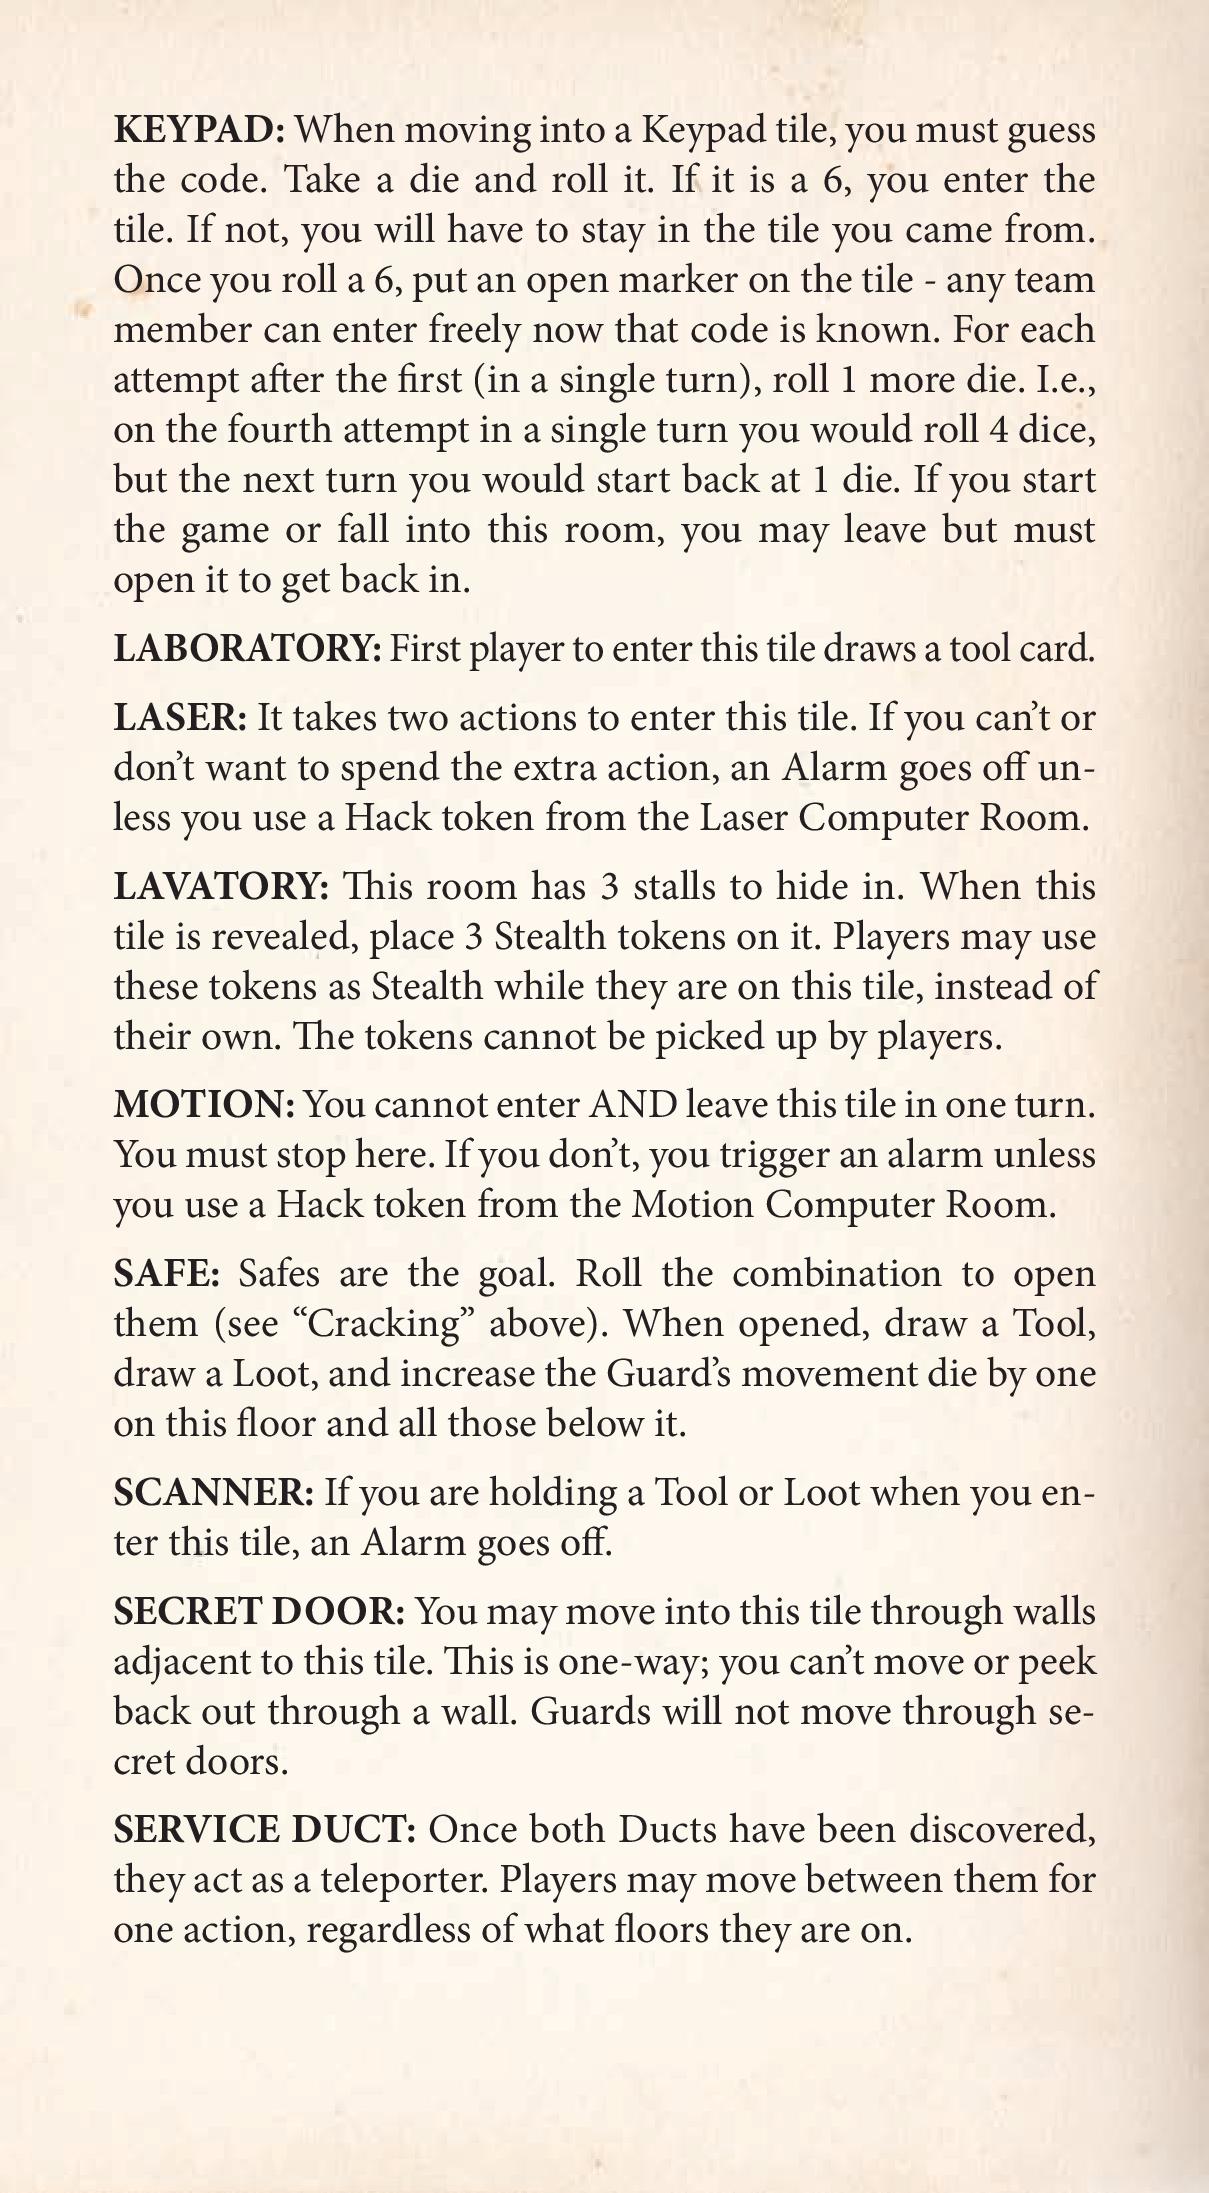 KEYPAD: When moving into a Keypad tile, you must guess
the code. Take a die and roll it. If it is a 6, you enter the
tile. If not, you will have to stay in the tile you came from.
Once you roll a 6, put an open marker on the tile - any team
member can enter freely now that code is known. For each
attempt after the first (in a single turn), roll 1 more die. I.e.,
on the fourth attempt in a single turn you would roll 4 dice,
but the next turn you would start back at 1 die. If you start
the game or fall into this room, you may leave but must
open it to get back in.
LABORATORY: First player to enter this tile draws a tool card.
LASER: It takes two actions to enter this tile. If you can’t or
don’t want to spend the extra action, an Alarm goes off un-
less you use a Hack token from the Laser Computer Room.
LAVATORY: This room has 3 stalls to hide in. When this
tile is revealed, place 3 Stealth tokens on it. Players may use
these tokens as Stealth while they are on this tile, instead of
their own. The tokens cannot be picked up by players.
MOTION: You cannot enter AND leave this tile in one turn.
You must stop here. If you don’t, you trigger an alarm unless
you use a Hack token from the Motion Computer Room.
SAFE: Safes are the goal. Roll the combination to open
them (see “Cracking” above). When opened, draw a Tool,
draw a Loot, and increase the Guard’s movement die by one
on this floor and all those below it.
SCANNER: If you are holding a Tool or Loot when you en-
ter this tile, an Alarm goes off.
SECRET DOOR: You may move into this tile through walls
adjacent to this tile. This is one-way; you can’t move or peek
back out through a wall. Guards will not move through se-
cret doors.
SERVICE DUCT: Once both Ducts have been discovered,
they act as a teleporter. Players may move between them for
one action, regardless of what floors they are on.